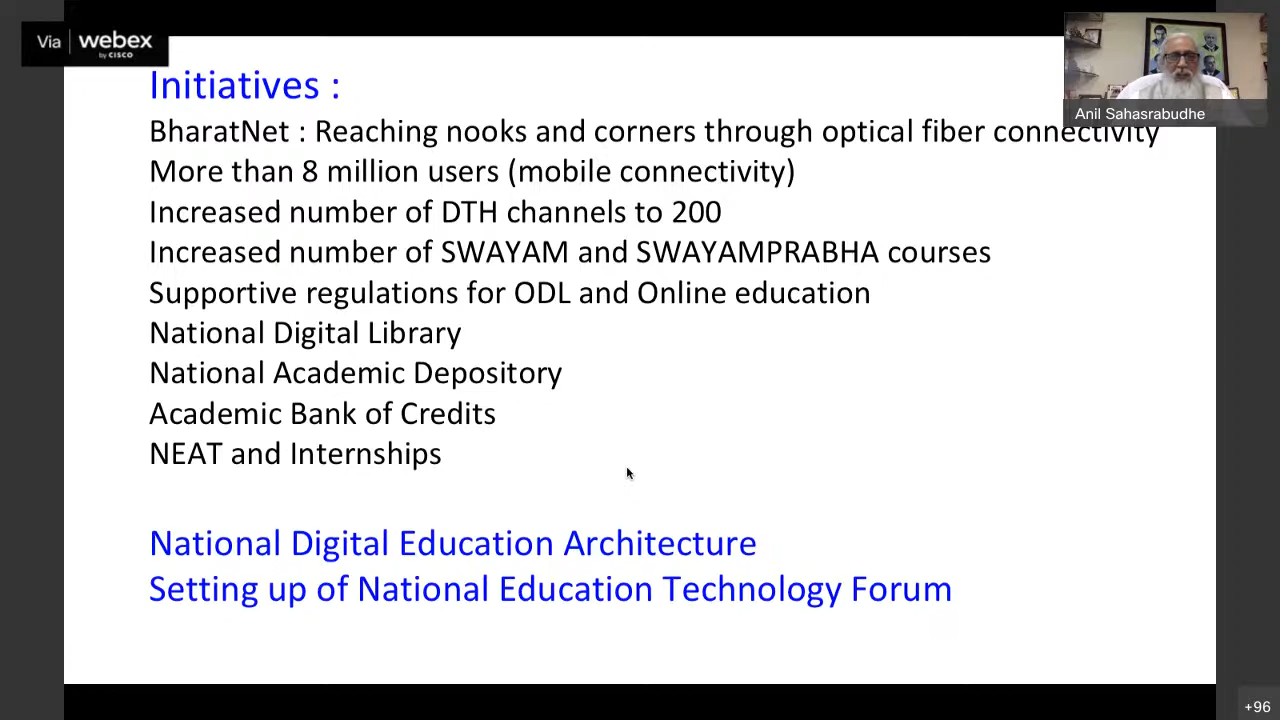 Via webex
by CISCO
Initiatives :
Anil Sahasrabudhe
BharatNet : Reaching nooks and corners through optical fiber connectivity
More than 8 million users (mobile connectivity)
Increased number of DTH channels to 200
Increased number of SWAYAM and SWAYAMPRABHA courses
Supportive regulations for ODL and Online education
National Digital Library
National Academic Depository
Academic Bank of Credits
NEAT and Internships
National Digital Education Architecture
Setting up of National Education Technology Forum
+96